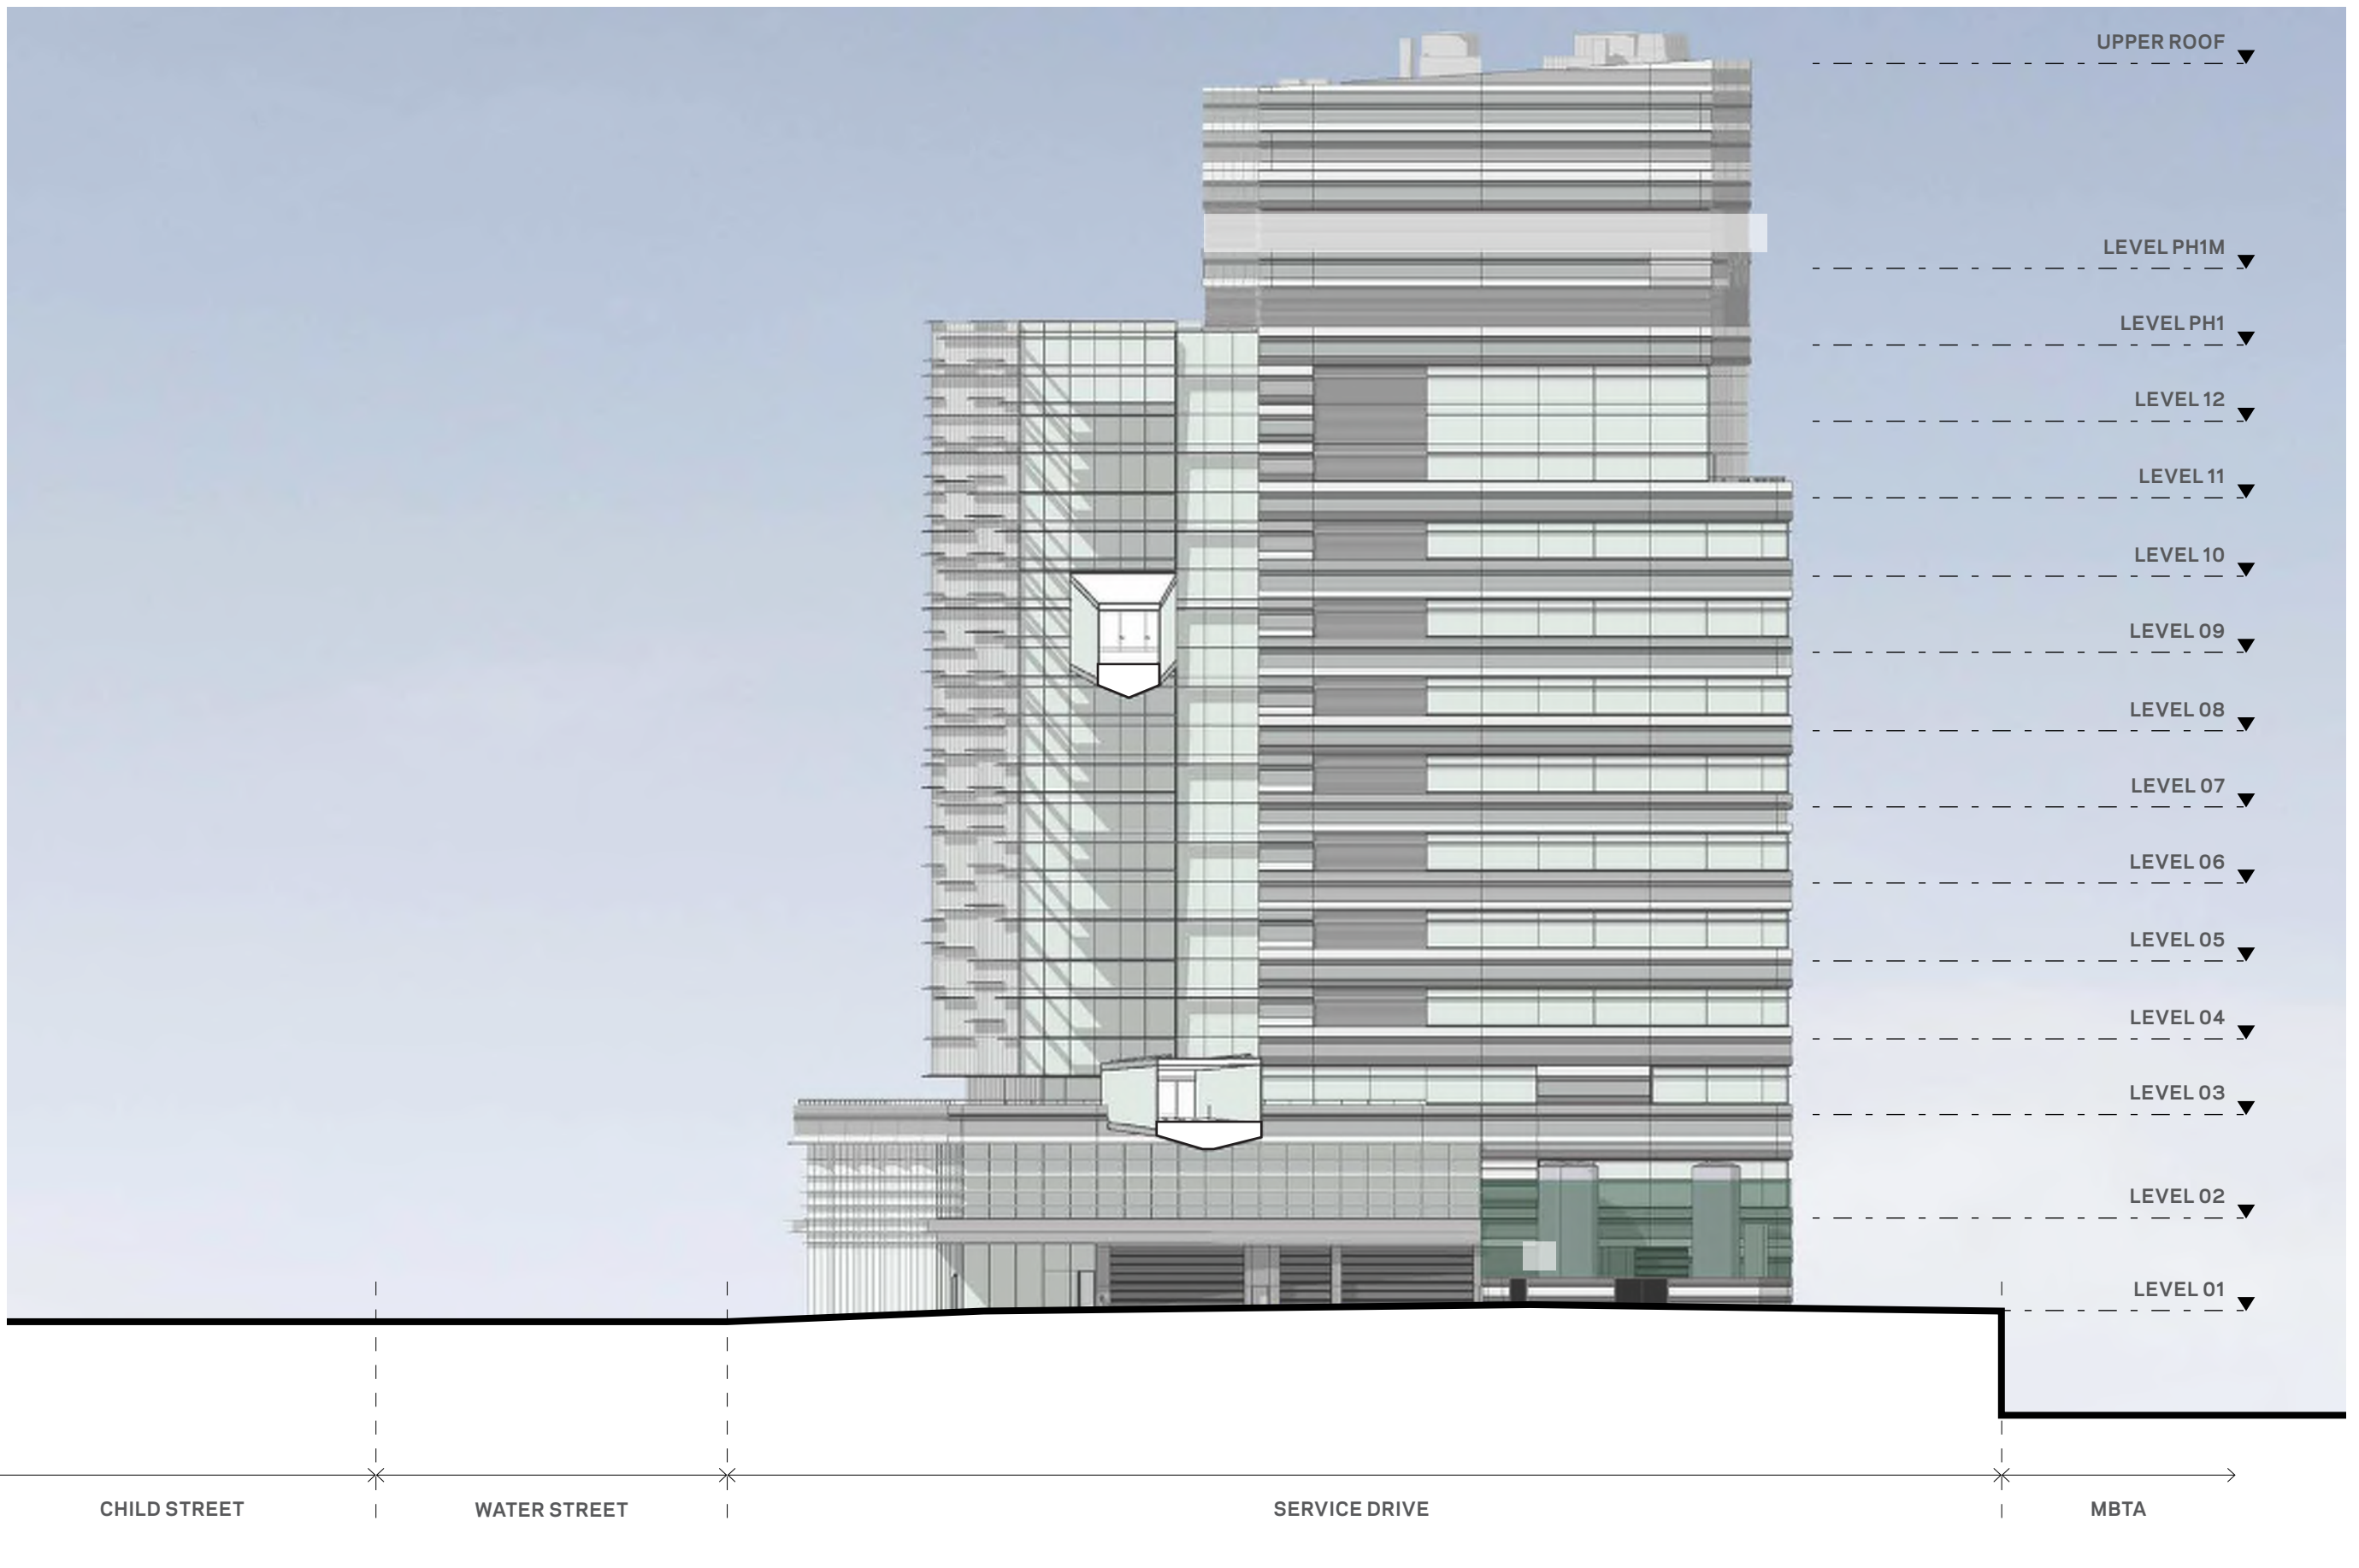 UPPER ROOF
LEVEL PH1M
LEVEL PH1
LEVEL 12
LEVEL 11
LEVEL 10
LEVEL 09
LEVEL 08
LEVEL 07
LEVEL 06
LEVEL 05
LEVEL 04
LEVEL 03
LEVEL 02
LEVEL 01
CHILD STREET
WATER STREET
SERVICE DRIVE
MBTA